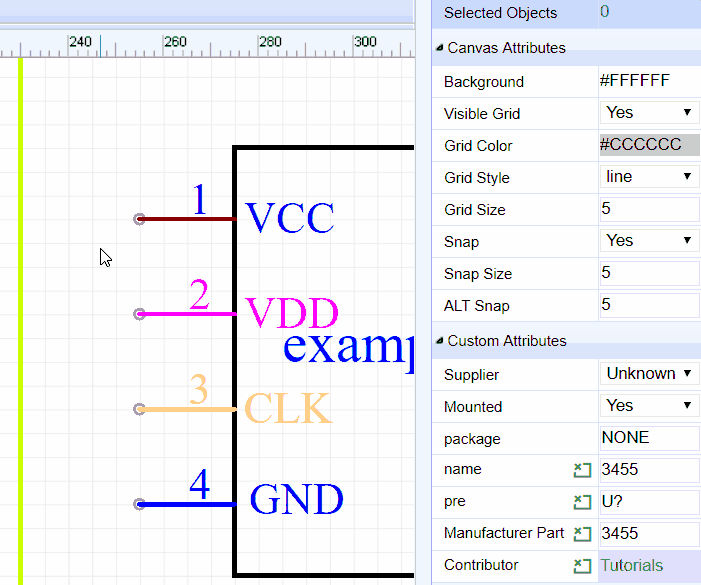 240 260 280 300
1 VCC
2 VDD
examp
3 CLK
4 GND
Selected Objects 0
Canvas Attributes
Background #FFFFFF
Visible Grid Yes
Grid Color #CCCCCC
Grid Style line
Grid Size 5
Snap Yes
Snap Size 5
ALT Snap 5
Custom Attributes
Supplier Unknown
Mounted Yes
package NONE
name 3455
pre U?
Manufacturer Part 3455
Contributor Tutorials